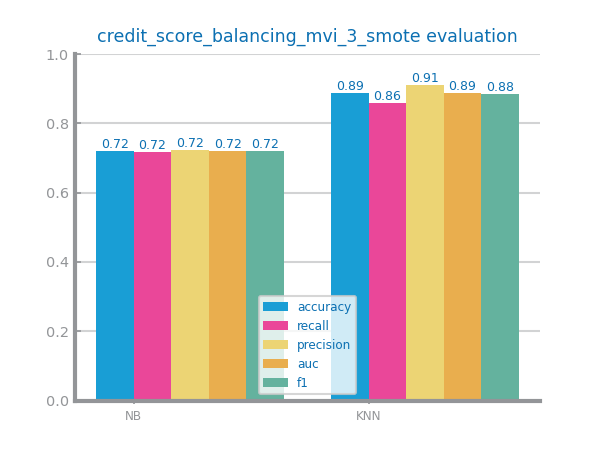 credit_score_balancing_mvi_3_smote evaluation
1.0
0.8
0.6
0.4
0.2
0.0
0.72 0.72 0.72 0.72 0.72
0.89 0.86 0.91 0.89 0.88
accuracy
recall
precision
auc
f1
NB KNN